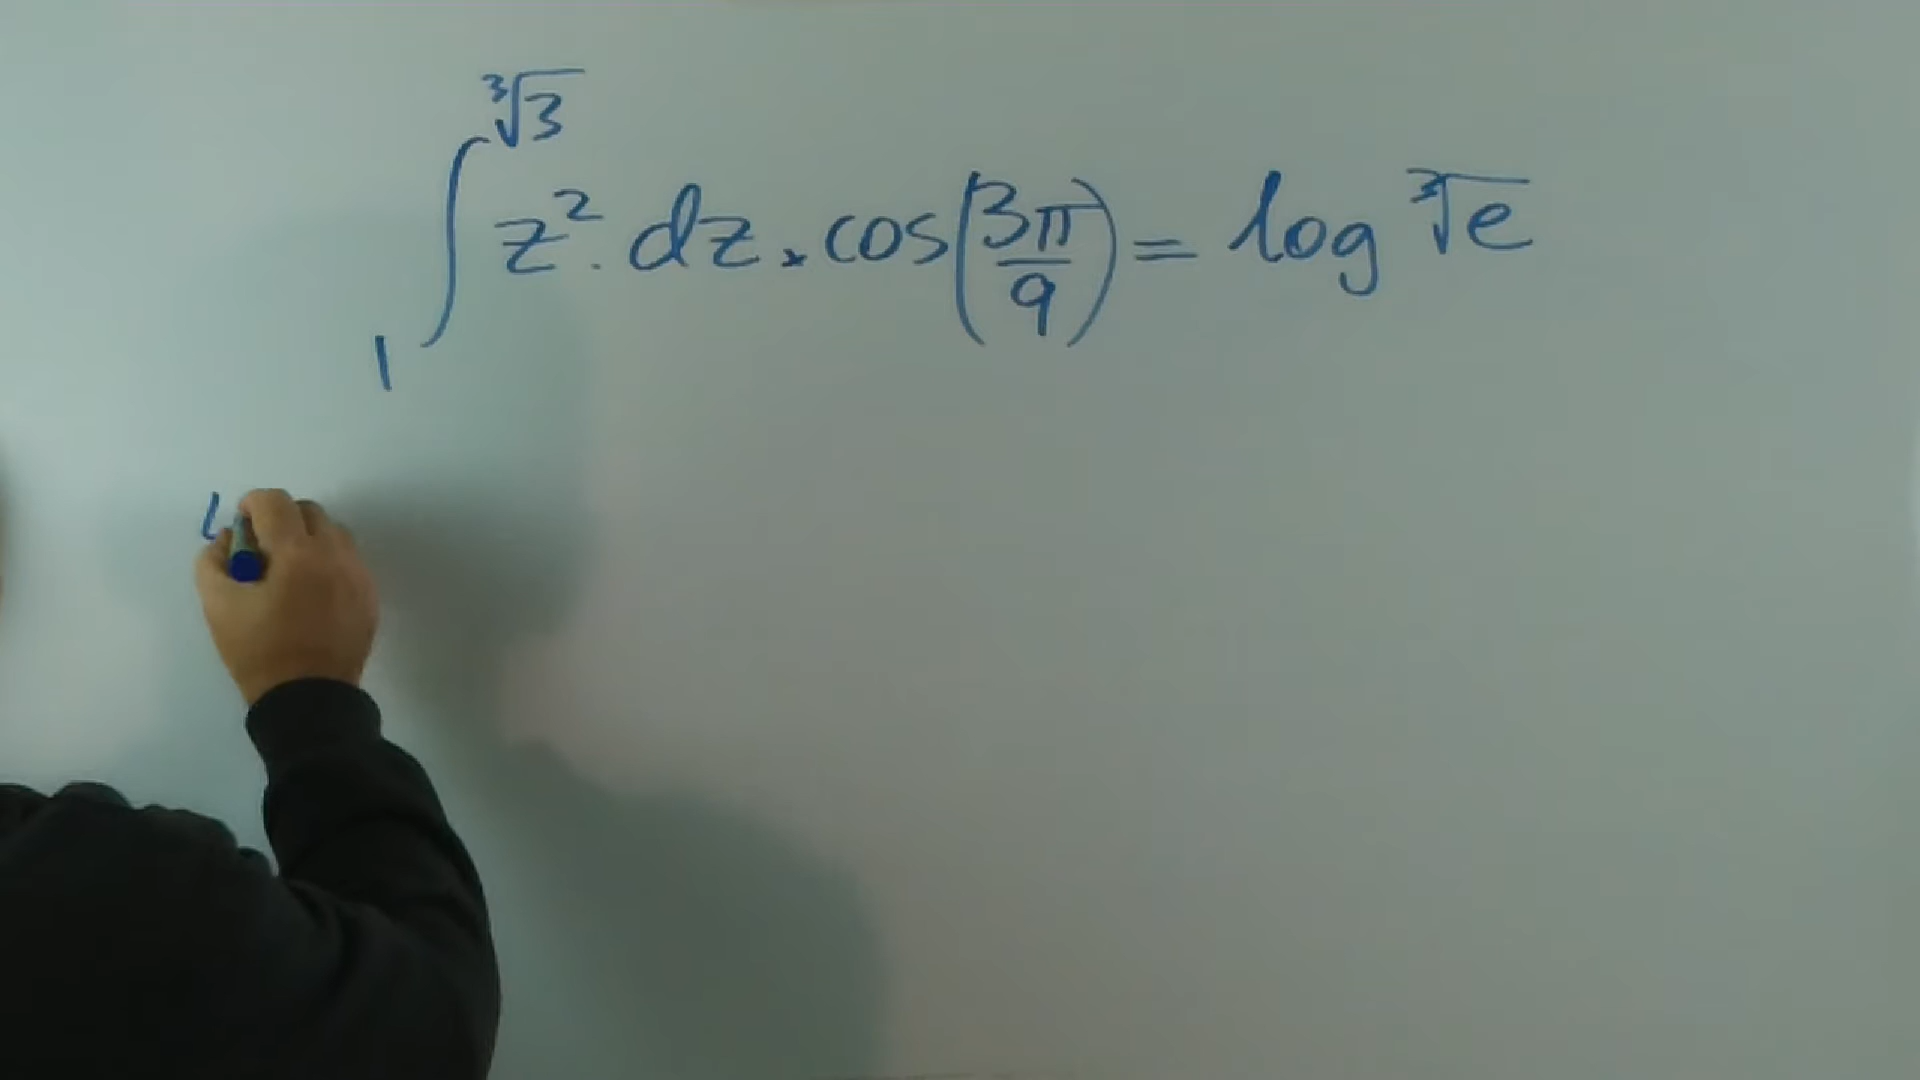 ∫₁^∛3 z². dz . cos(3π/9) = log ∛e